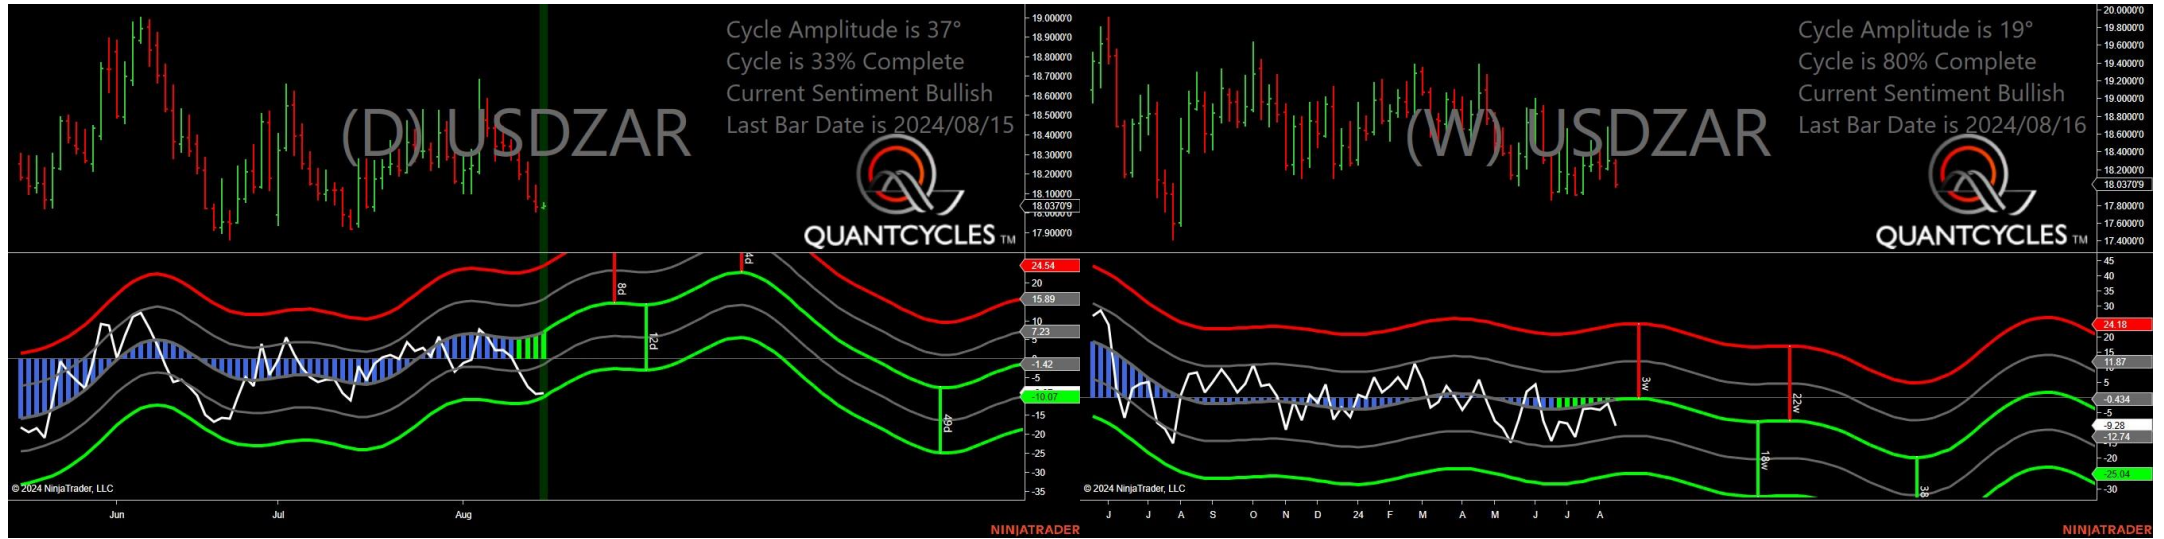 Cycle Amplitude is 37°
Cycle is 33% Complete
Current Sentiment Bullish
Last Bar Date is 2024/08/15
(D) USDZAR
QUANTCYCLES TM
19.0000'0
18.9000'0
18.8000'0
18.7000'0
18.6000'0
18.5000'0
18.4000'0
18.3000'0
18.2000'0
18.1000'0
18.0370'9
18.0000'0
17.9000'0
24.54
20
15.89
10
7.23
5
-1.42
-5
-10.07
-15
-20
-25
-30
-35
8d
4d
12d
49d
© 2024 NinjaTrader, LLC
Jun
Jul
Aug
NINJATRADER
Cycle Amplitude is 19°
Cycle is 80% Complete
Current Sentiment Bullish
Last Bar Date is 2024/08/16
(W) USDZAR
QUANTCYCLES TM
20.0000'0
19.8000'0
19.6000'0
19.4000'0
19.2000'0
19.0000'0
18.8000'0
18.6000'0
18.4000'0
18.2000'0
18.0370'9
17.8000'0
17.6000'0
17.4000'0
45
40
35
30
24.18
20
15
11.87
5
-0.434
-5
-9.28
-12.74
-15
-20
-25.04
-30
3w
22w
18w
38
© 2024 NinjaTrader, LLC
J J A S O N D 24 F M A M J J A
NINJATRADER